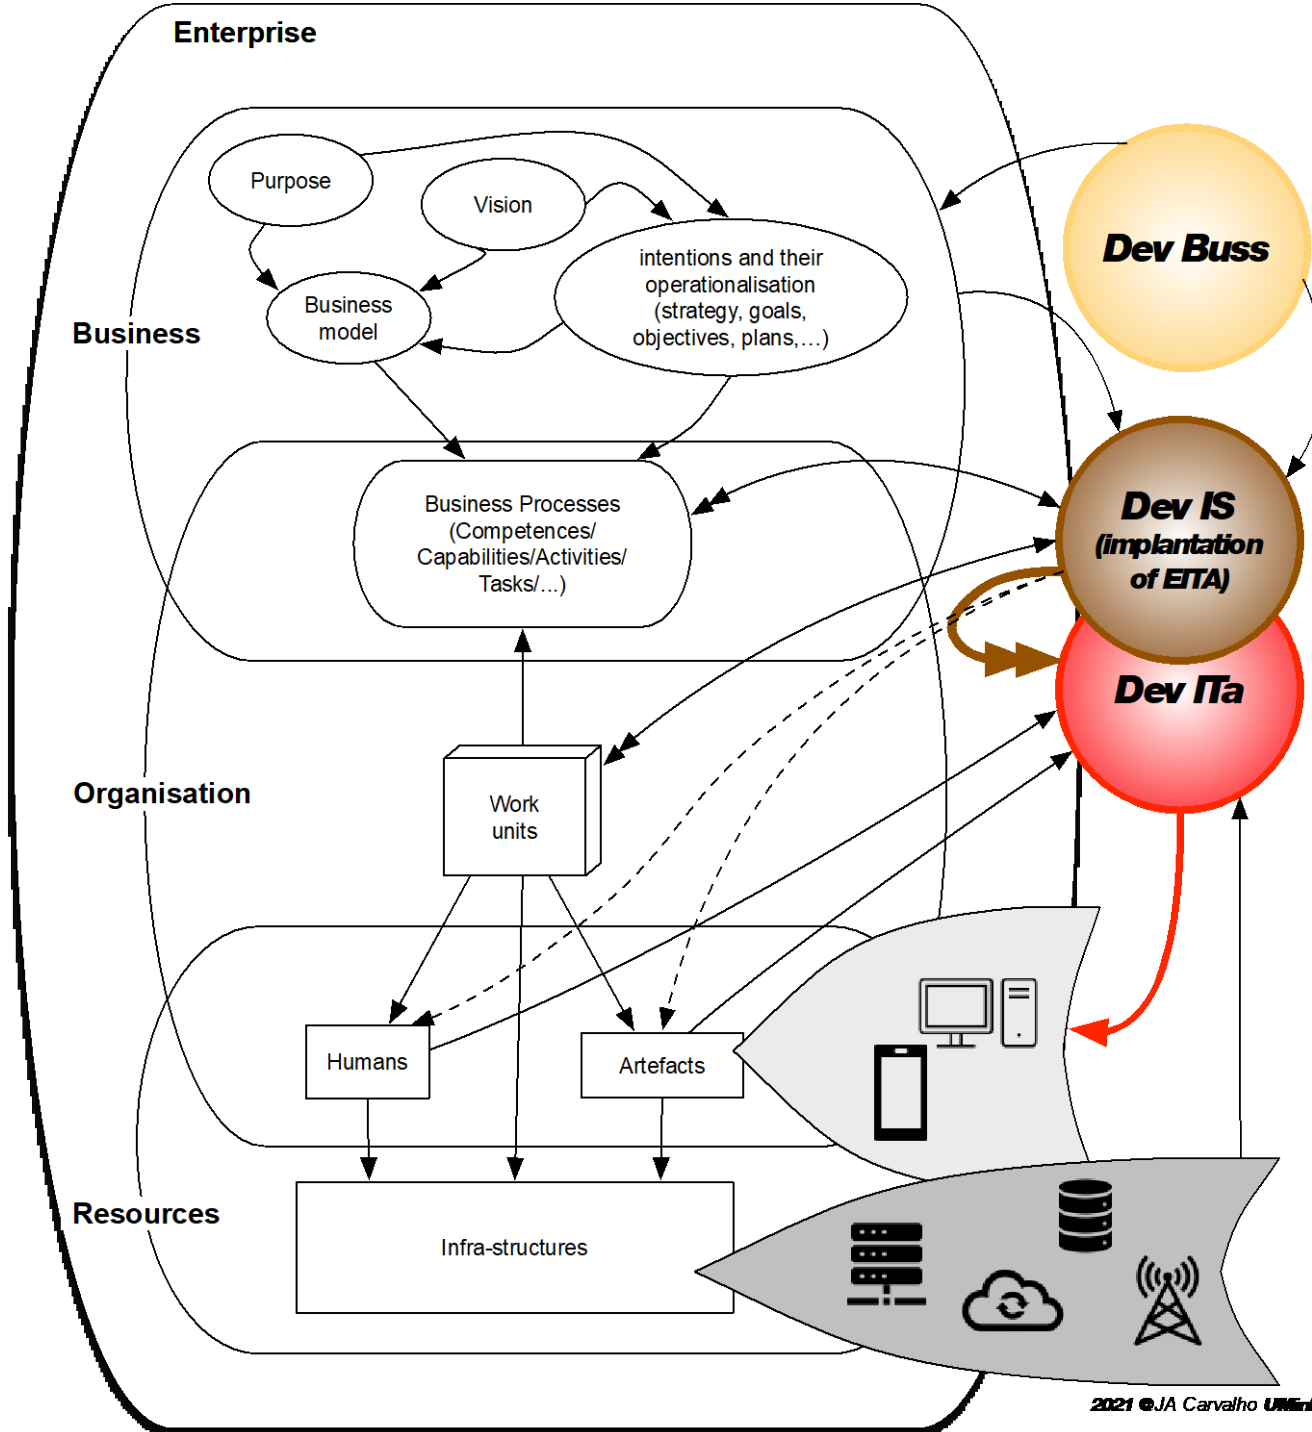 Enterprise
Purpose
Vision
intentions and their
operationalisation
(strategy, goals,
objectives, plans,...)
Business
model
Business
Dev Buss
Business Processes
(Competences/
Capabilities/Activities/
Tasks/...)
Dev IS
(implantation
of EITA)
Dev ITa
Organisation
Work
units
Humans
Artefacts
Resources
Infra-structures
2021 @JA Carvalho